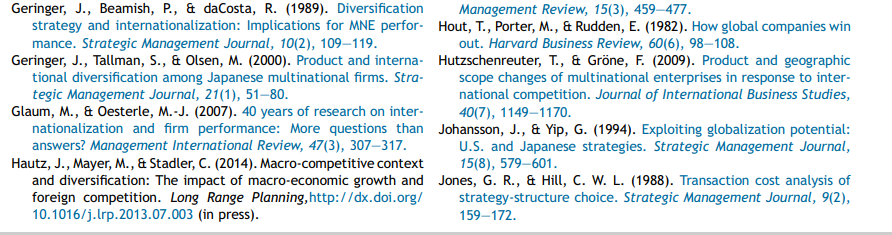 Geringer, J., Beamish, P., & daCosta, R. (1989). Diversification
strategy and internationalization: Implications for MNE perfor-
mance. Strategic Management Journal, 10(2), 109—119.
Geringer, J., Tallman, S., & Olsen, M. (2000). Product and interna-
tional diversification among Japanese multinational firms. Stra-
tegic Management Journal, 21(1), 51—80.
Glaum, M., & Oesterle, M.-J. (2007). 40 years of research on inter-
nationalization and firm performance: More questions than
answers? Management International Review, 47(3), 307—317.
Hautz, J., Mayer, M., & Stadler, C. (2014). Macro-competitive context
and diversification: The impact of macro-economic growth and
foreign competition. Long Range Planning,http://dx.doi.org/
10.1016/j.lrp.2013.07.003 (in press).
Management Review, 15(3), 459—477.
Hout, T., Porter, M., & Rudden, E. (1982). How global companies win
out. Harvard Business Review, 60(6), 98—108.
Hutzschenreuter, T., & Gröne, F. (2009). Product and geographic
scope changes of multinational enterprises in response to inter-
national competition. Journal of International Business Studies,
40(7), 1149—1170.
Johansson, J., & Yip, G. (1994). Exploiting globalization potential:
U.S. and Japanese strategies. Strategic Management Journal,
15(8), 579—601.
Jones, G. R., & Hill, C. W. L. (1988). Transaction cost analysis of
strategy-structure choice. Strategic Management Journal, 9(2),
159—172.